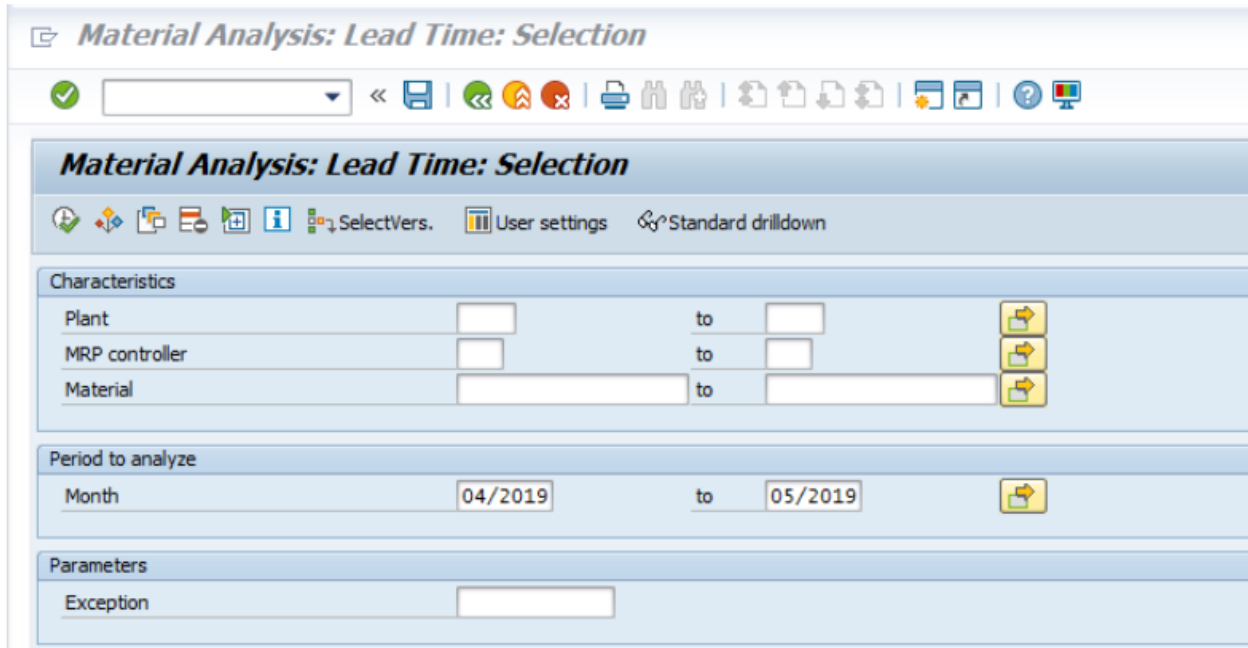 Material Analysis: Lead Time: Selection
Material Analysis: Lead Time: Selection
SelectVers. User settings Standard drilldown
Characteristics
Plant to
MRP controller to
Material to
Period to analyze
Month 04/2019 to 05/2019
Parameters
Exception